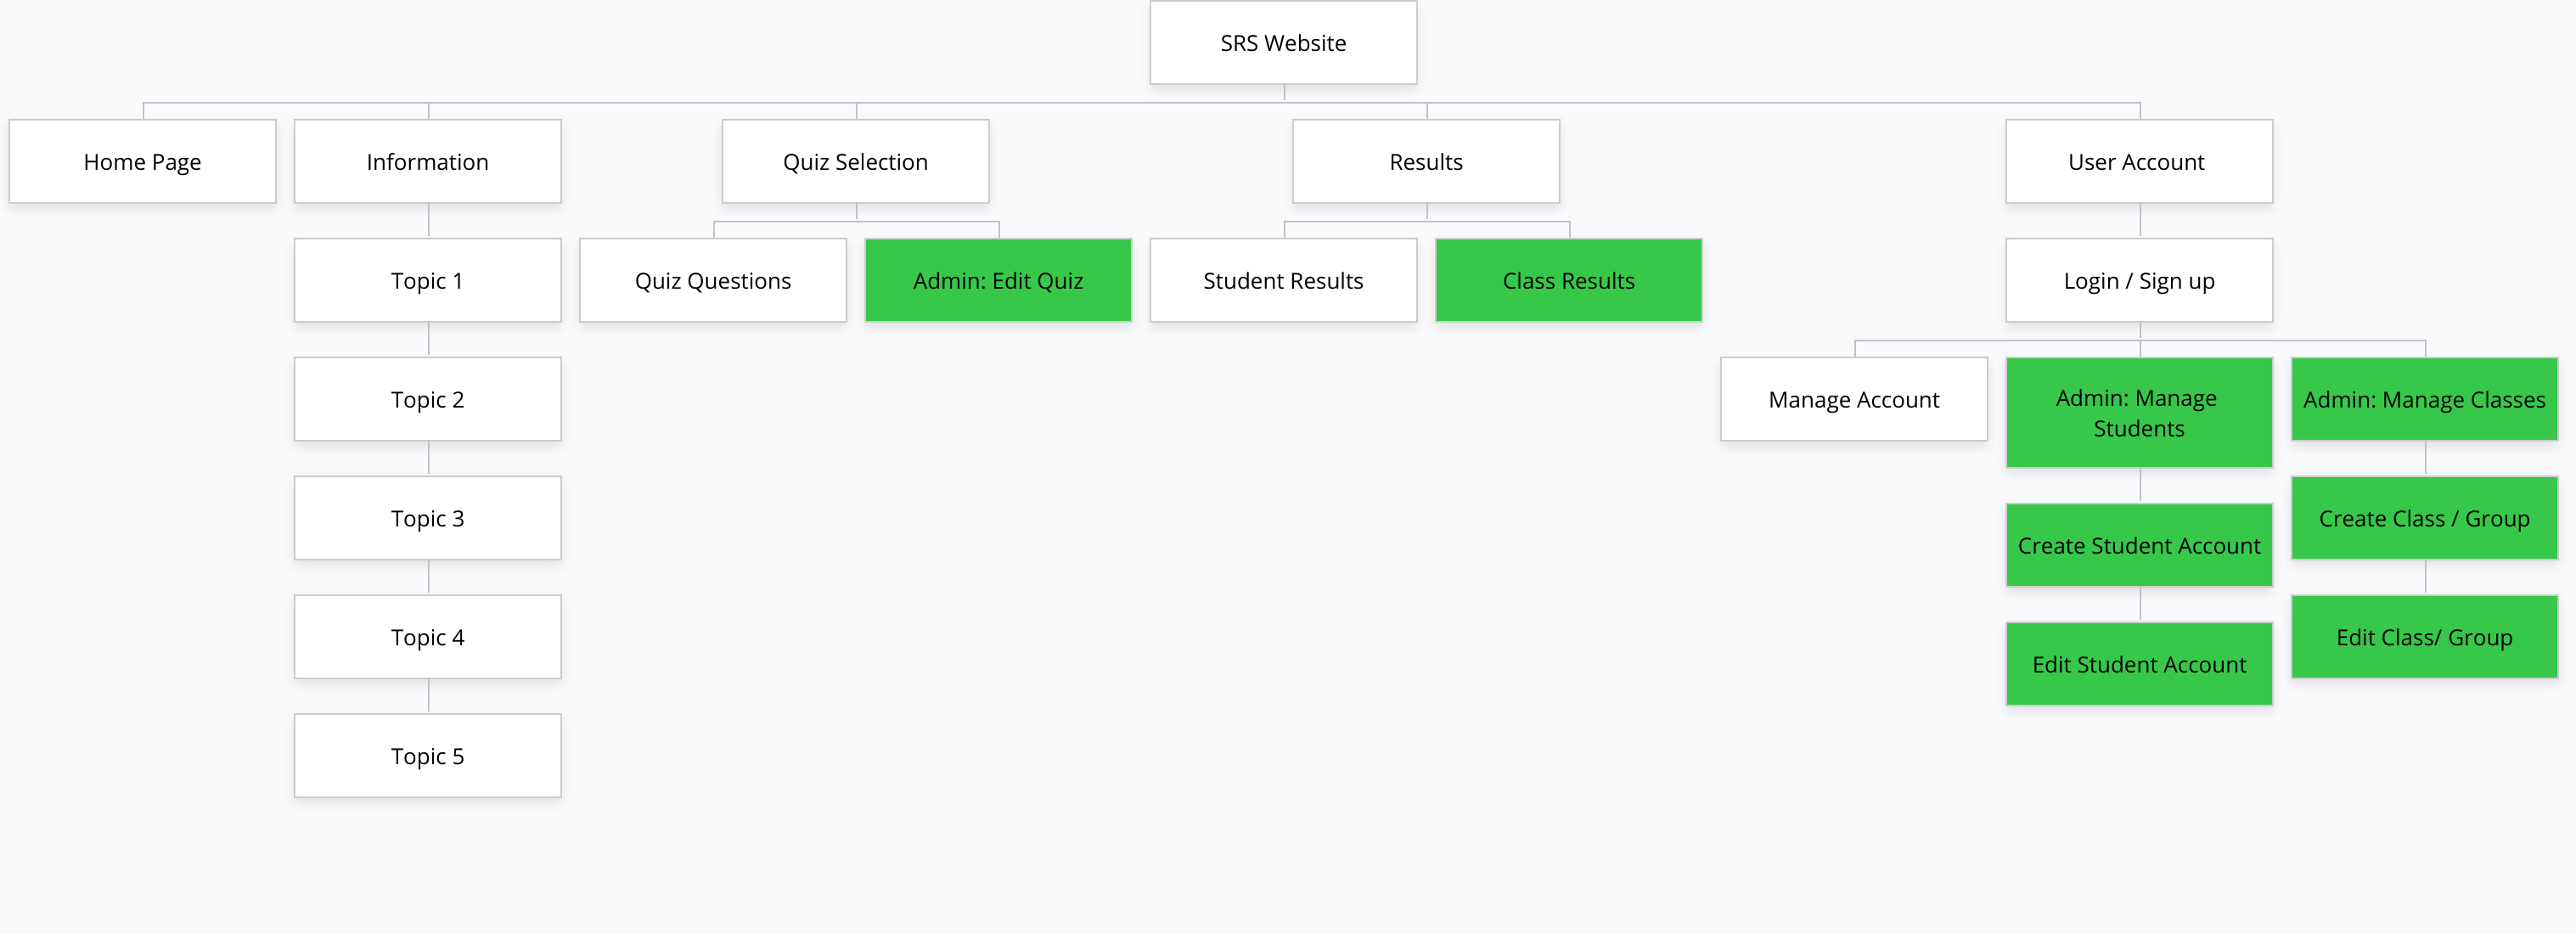 SRS Website
Home Page
Information
Quiz Selection
Results
User Account
Topic 1
Quiz Questions
Admin: Edit Quiz
Student Results
Class Results
Login / Sign up
Topic 2
Manage Account
Admin: Manage
Students
Admin: Manage Classes
Topic 3
Create Student Account
Create Class / Group
Topic 4
Edit Student Account
Edit Class/ Group
Topic 5